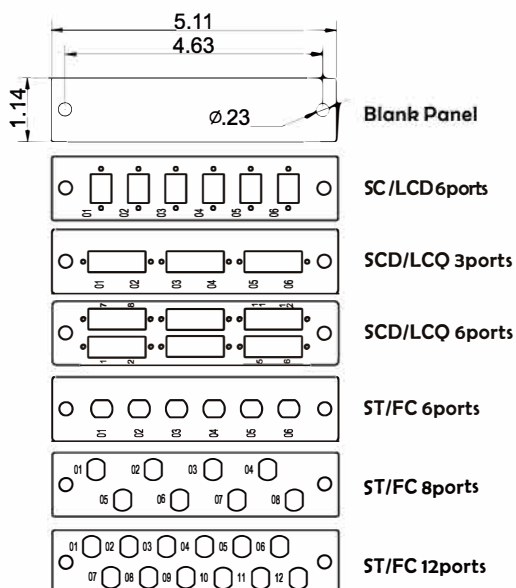 5.11
4.63
1.14
Ø.23
Blank Panel
01 02 03 04 05 06
SC/LCD6ports
01 02 03 04 05 06
SCD/LCQ 3ports
7 8 11 12
1 2 5 6
SCD/LCQ 6ports
01 02 03 04 05 06
ST/FC 6ports
01 02 03 04
05 06 07 08
ST/FC 8ports
01 02 03 04 05 06
07 08 09 10 11 12
ST/FC 12ports